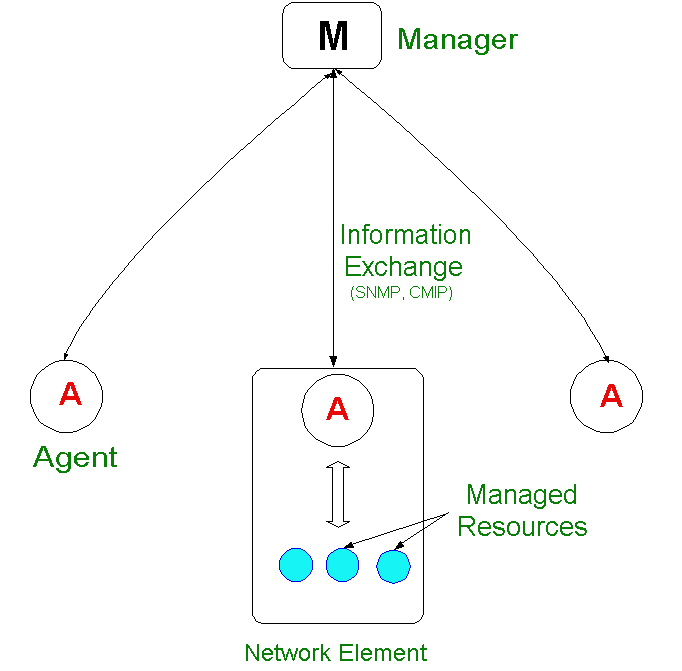 M
Manager
Information
Exchange
(SNMP, CMIP)
A
A
A
Agent
Managed
Resources
Network Element